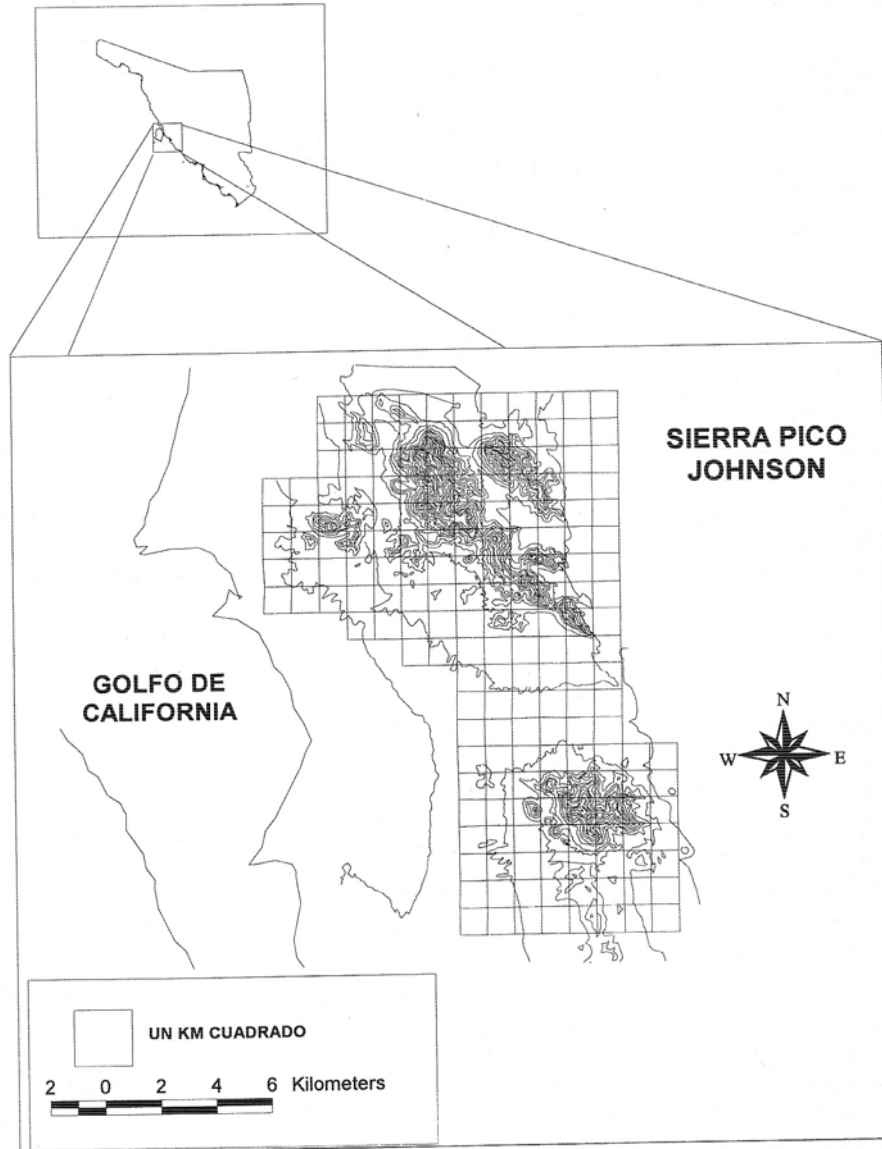 SIERRA PICO
JOHNSON
GOLFO DE
CALIFORNIA
N
W E
S
UN KM CUADRADO
2 0 2 4 6 Kilometers